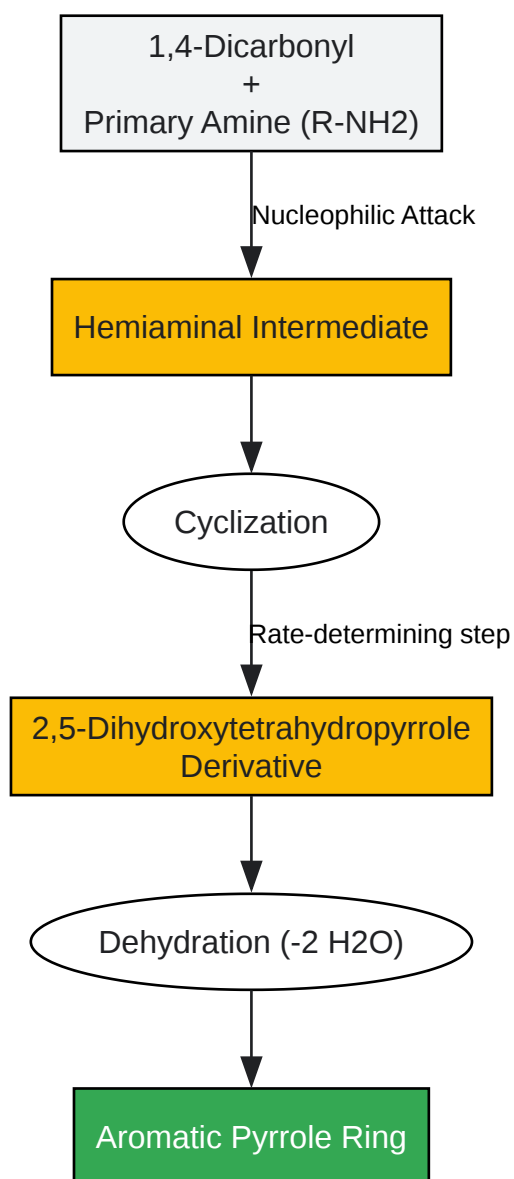 1,4-Dicarbonyl
+
Primary Amine (R-NH2)
Nucleophilic Attack
Hemiaminal Intermediate
Cyclization
Rate-determining step
2,5-Dihydroxytetrahydropyrrole
Derivative
Dehydration (-2 H2O)
Aromatic Pyrrole Ring